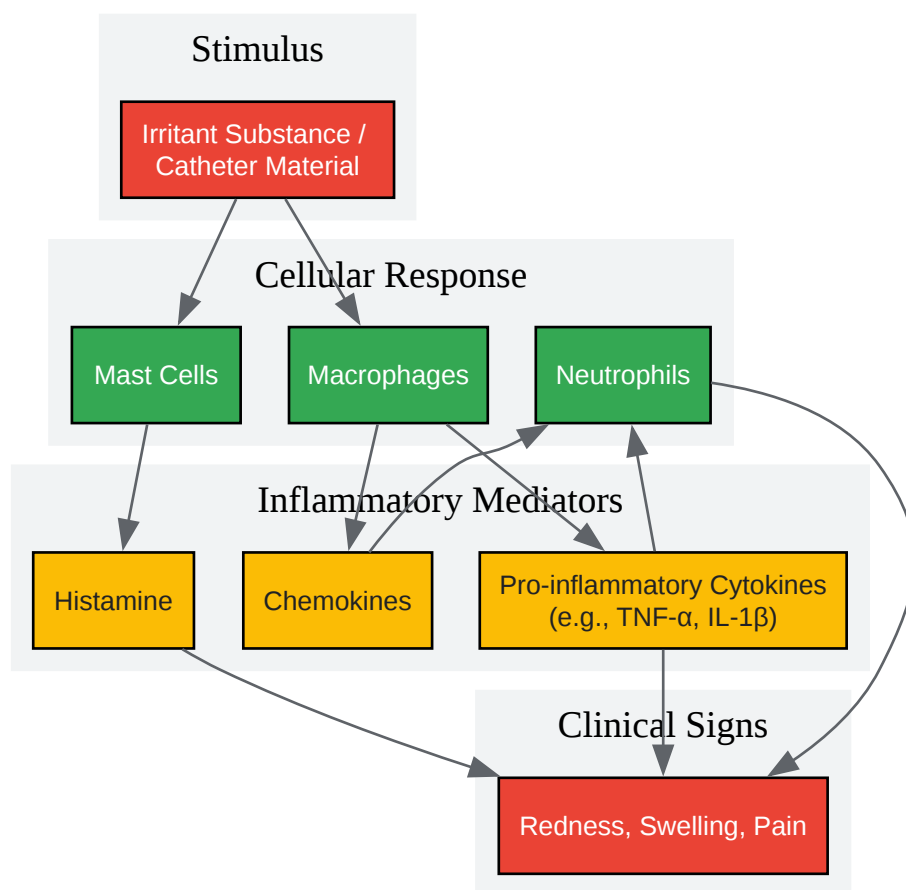 Stimulus
Irritant Substance /
Catheter Material
Cellular Response
Mast Cells
Macrophages
Neutrophils
Inflammatory Mediators
Histamine
Chemokines
Pro-inflammatory Cytokines
(e.g., TNF-α, IL-1β)
Clinical Signs
Redness, Swelling, Pain